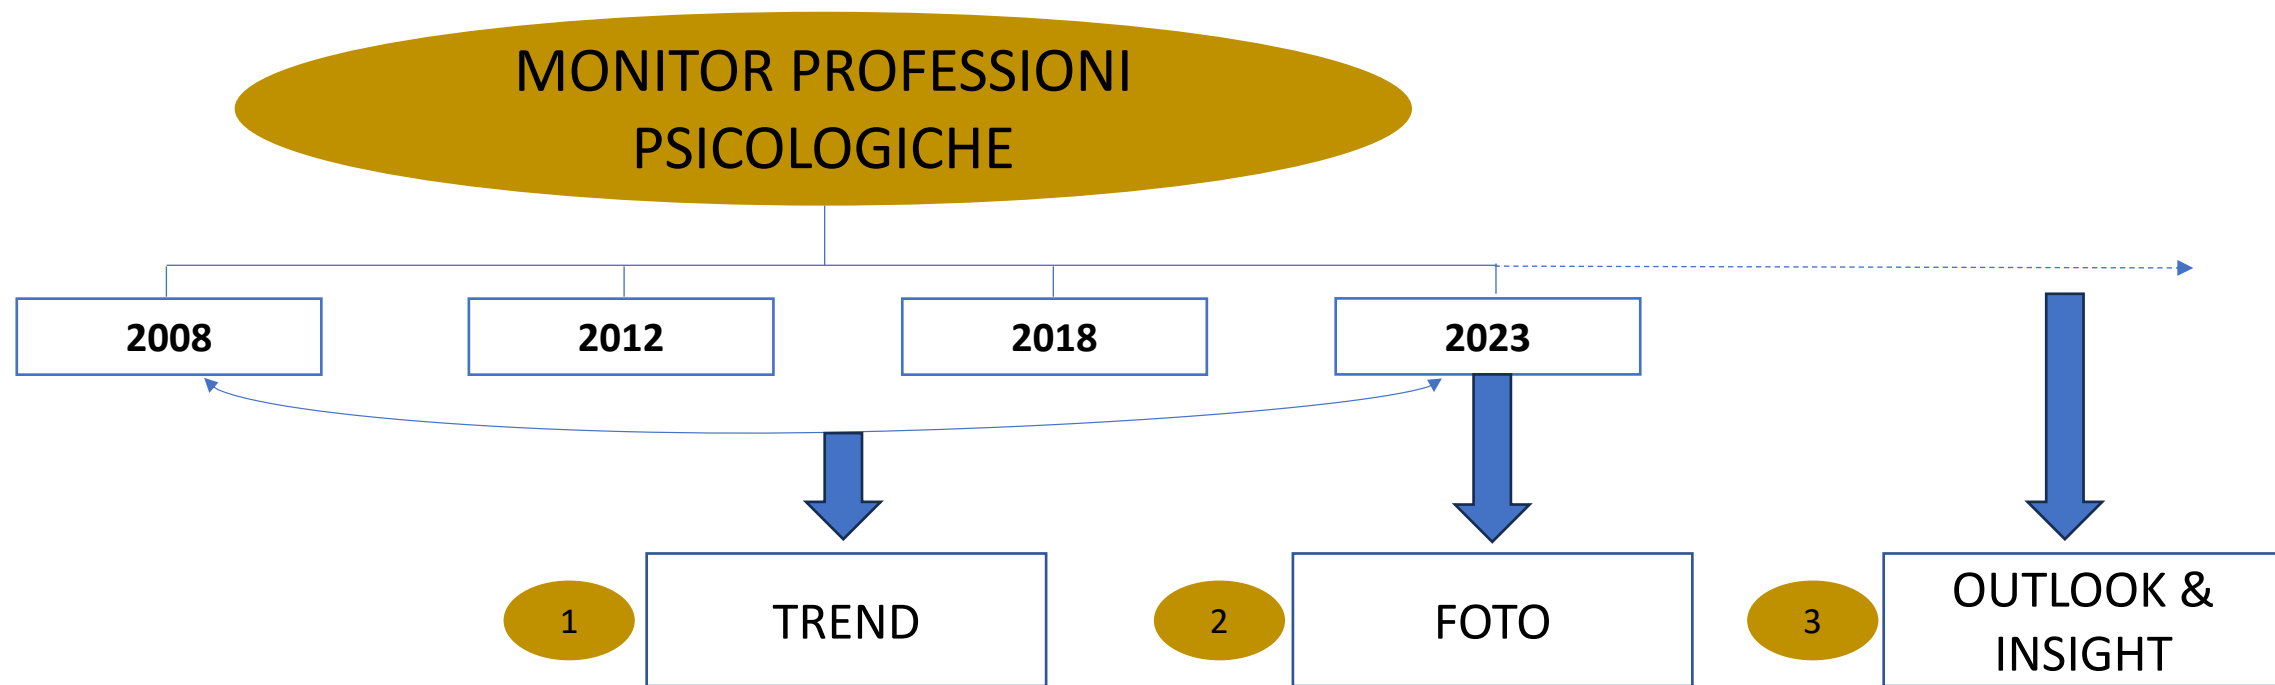 MONITOR PROFESSIONI
PSICOLOGICHE
2008
2012
2018
2023
1
TREND
2
FOTO
3
OUTLOOK &
INSIGHT